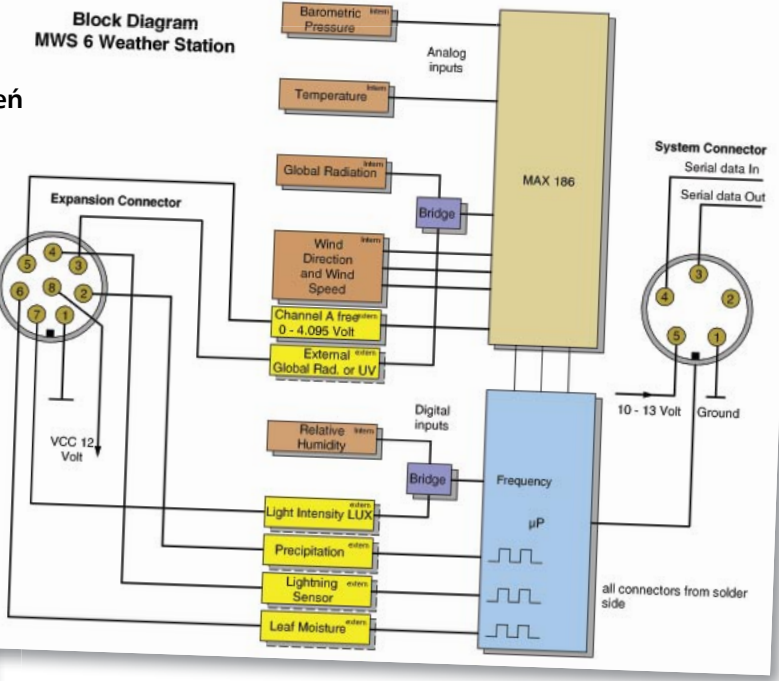 Block Diagram
MWS 6 Weather Station
eń
Barometric Intern
Pressure
Analog
inputs
Temperature Intern
Global Radiation Intern
Bridge
MAX 186
System Connector
Serial data In
Serial data Out
Expansion Connector
Wind Intern
Direction
and Wind
Speed
Channel A free extern
0 - 4.095 Volt
External extern
Global Rad. or UV
5
4
3
6
8
2
7
1
3
4
2
5
1
10 - 13 Volt
Ground
VCC 12
Volt
Digital
inputs
Relative Intern
Humidity
Bridge
Frequency
µP
Light Intensity LUX extern
Precipitation extern
Lightning extern
Sensor
Leaf Moisture extern
all connectors from solder
side